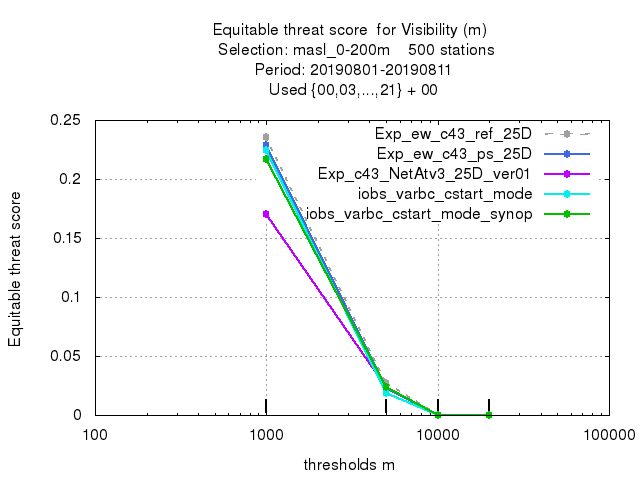 Equitable threat score  for Visibility (m)
Selection: masl_0-200m    500 stations
Period: 20190801-20190811
Used {00,03,...,21} + 00
Equitable threat score
0.25
0.2
0.15
0.1
0.05
0
Exp_ew_c43_ref_25D
Exp_ew_c43_ps_25D
Exp_c43_NetAtv3_25D_ver01
iobs_varbc_cstart_mode
iobs_varbc_cstart_mode_synop
100 1000 10000 100000
thresholds m